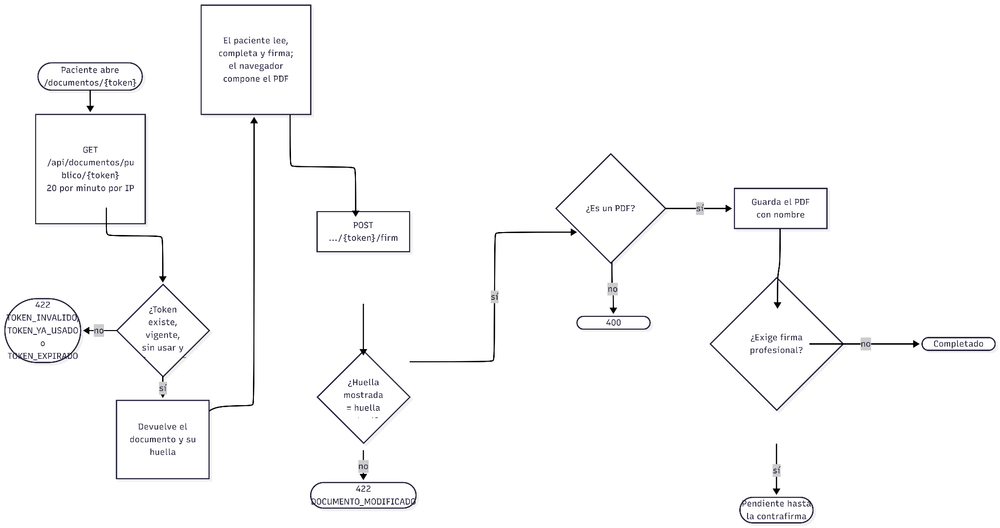 Paciente abre
/documentos/{token}
GET
/api/documentos/pu
blico/{token}
20 por minuto por IP
¿Token
existe,
vigente,
sin usar y
no
422
TOKEN_INVALIDO,
TOKEN_YA_USADO
o
TOKEN_EXPIRADO
sí
Devuelve el
documento y su
huella
El paciente lee,
completa y firma;
el navegador
compone el PDF
POST
.../{token}/firm
¿Huella
mostrada
= huella
no
422
DOCUMENTO_MODIFICADO
sí
¿Es un PDF?
no
400
sí
Guarda el PDF
con nombre
¿Exige firma
profesional?
no
Completado
sí
Pendiente hasta
la contrafirma